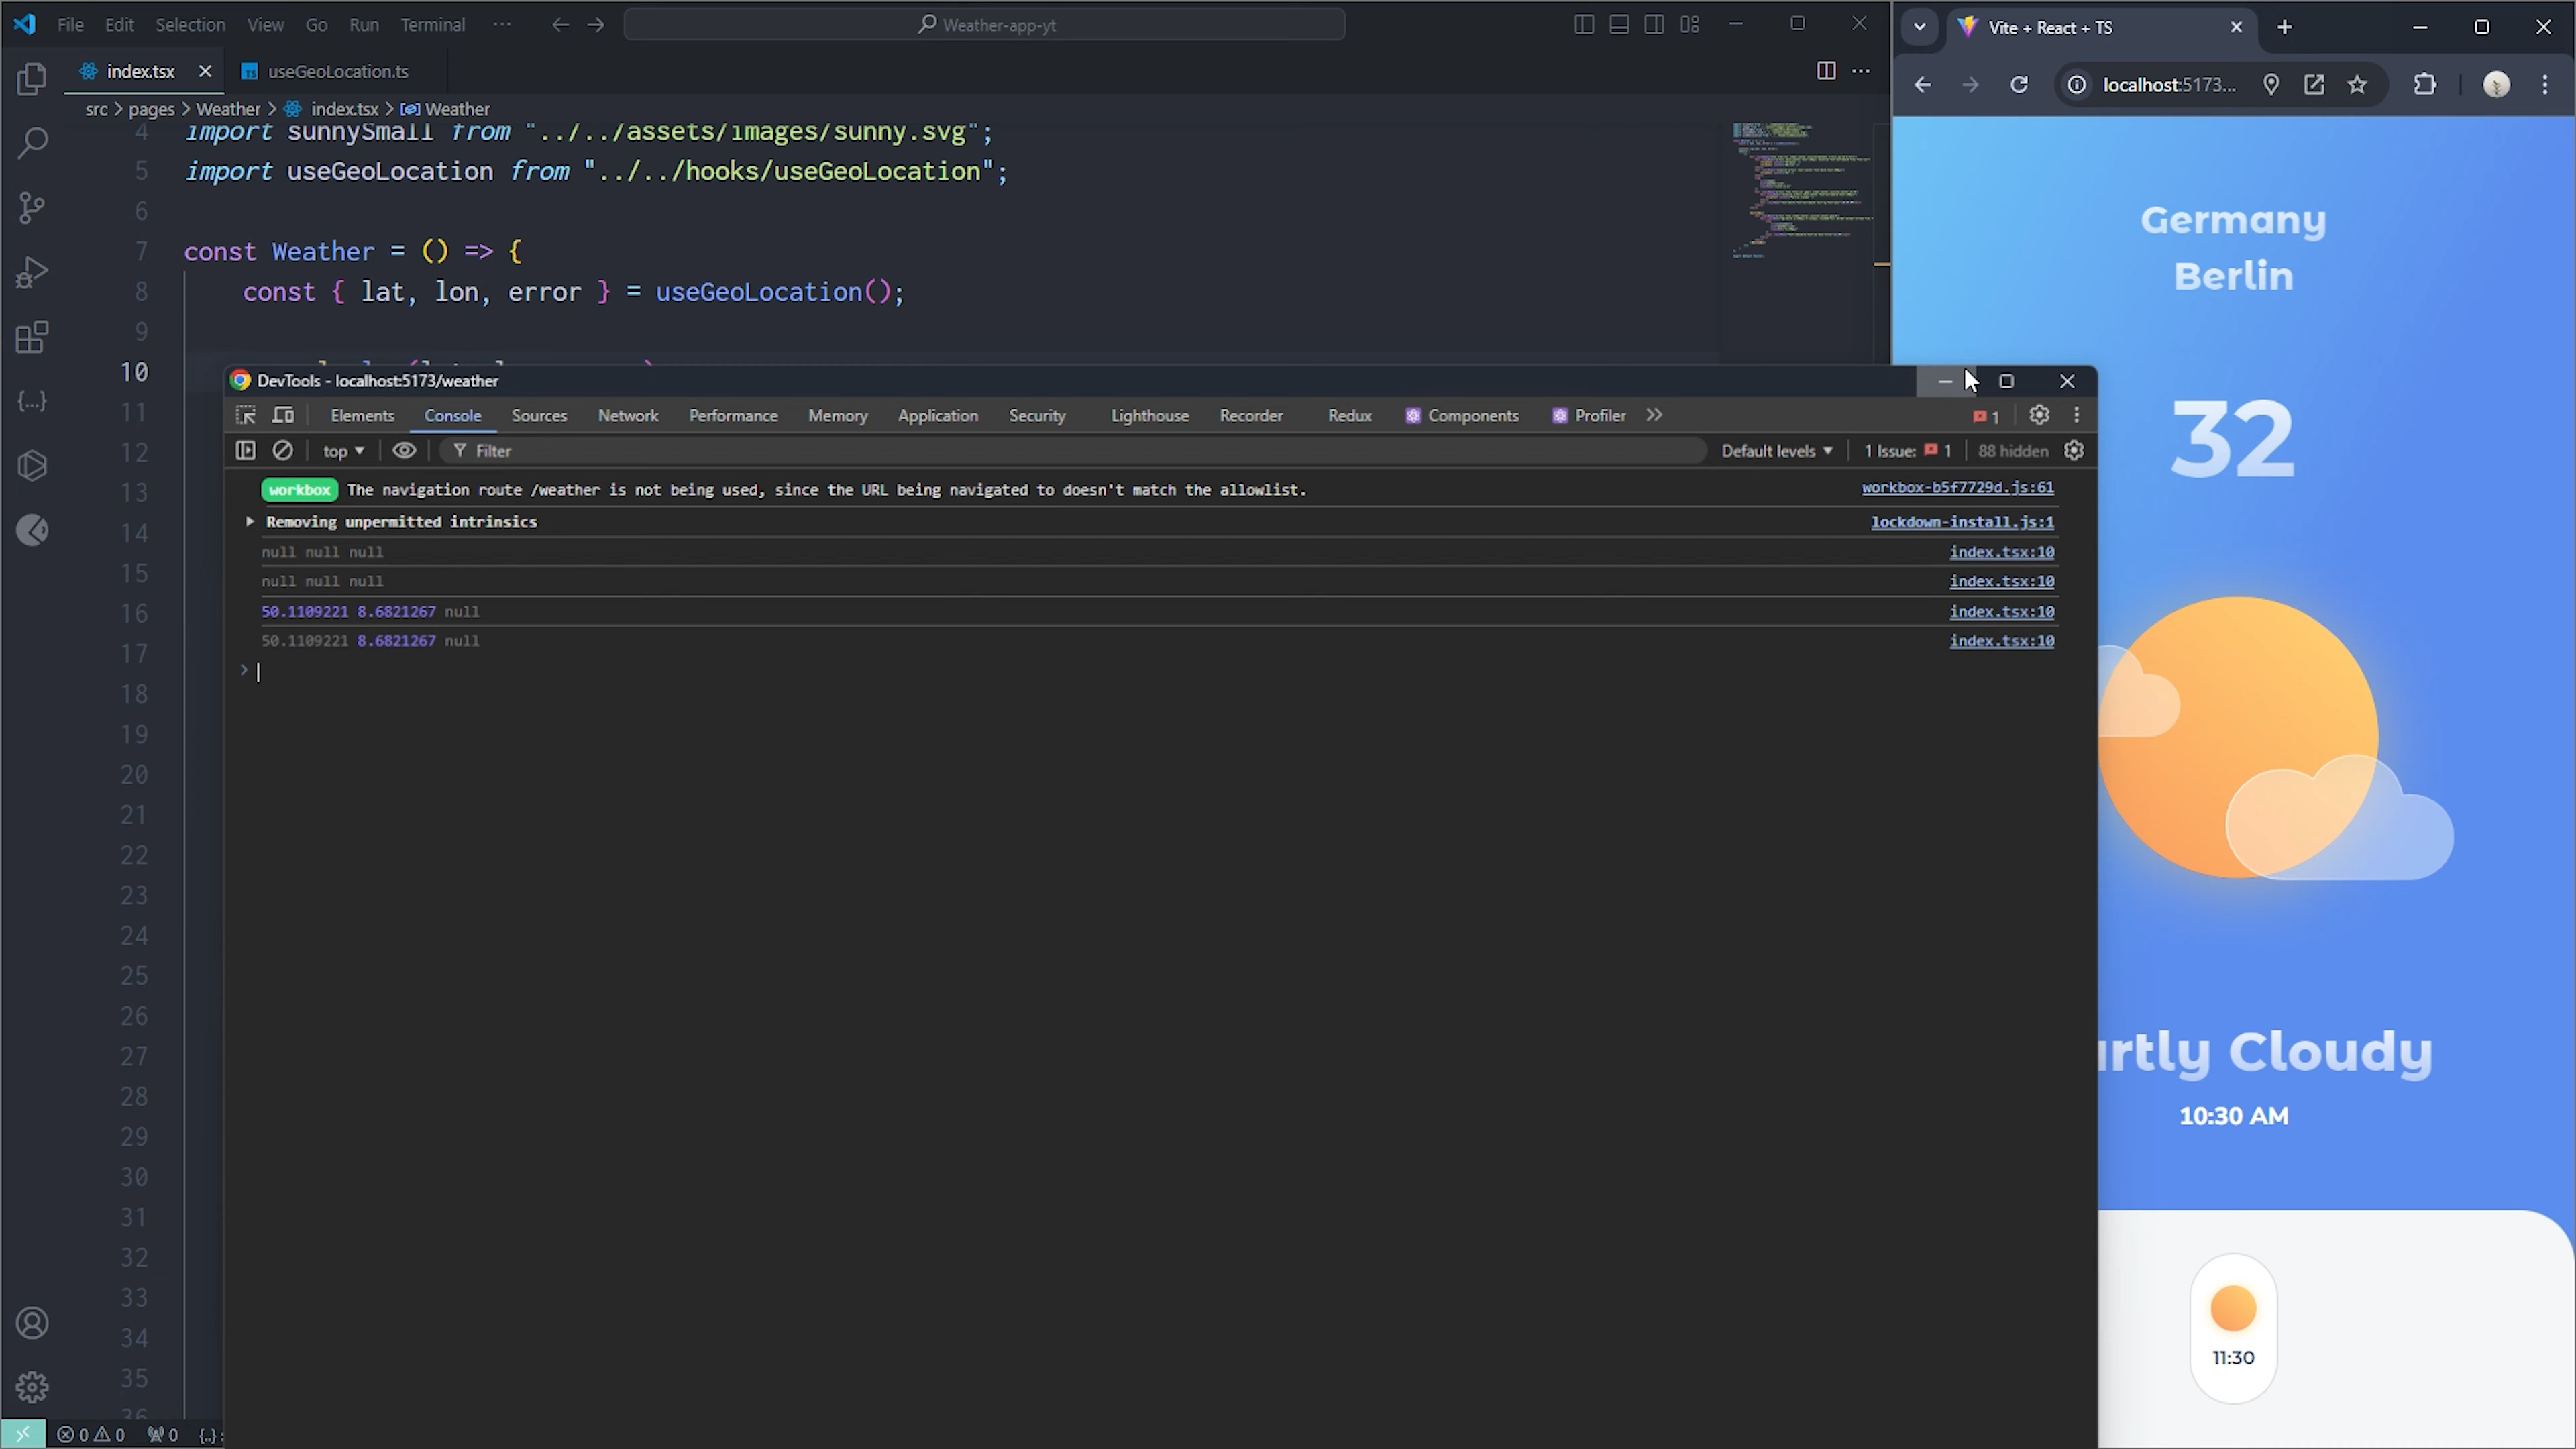 File Edit Selection View Go Run Terminal ··· Weather-app-yt
index.tsx useGeoLocation.ts
src > pages > Weather > index.tsx > Weather
4 import sunnySmall from "../../assets/images/sunny.svg";
5 import useGeoLocation from "../../hooks/useGeoLocation";
6
7 const Weather = () => {
8 const { lat, lon, error } = useGeoLocation();
9
10
11
12
13
14
15
16
17
18
19
20
21
22
23
24
25
26
27
28
29
30
31
32
33
34
35
36
0 0 0
DevTools - localhost:5173/weather
Elements Console Sources Network Performance Memory Application Security Lighthouse Recorder Redux Components Profiler 1
top Filter Default levels 1 Issue: 1 88 hidden
workbox The navigation route /weather is not being used, since the URL being navigated to doesn't match the allowlist. workbox-b5f7729d.js:61
Removing unpermitted intrinsics lockdown-install.js:1
null null null index.tsx:10
null null null index.tsx:10
50.1109221 8.6821267 null index.tsx:10
50.1109221 8.6821267 null index.tsx:10
Vite + React + TS
localhost:5173...
Germany
Berlin
32
rtly Cloudy
10:30 AM
11:30